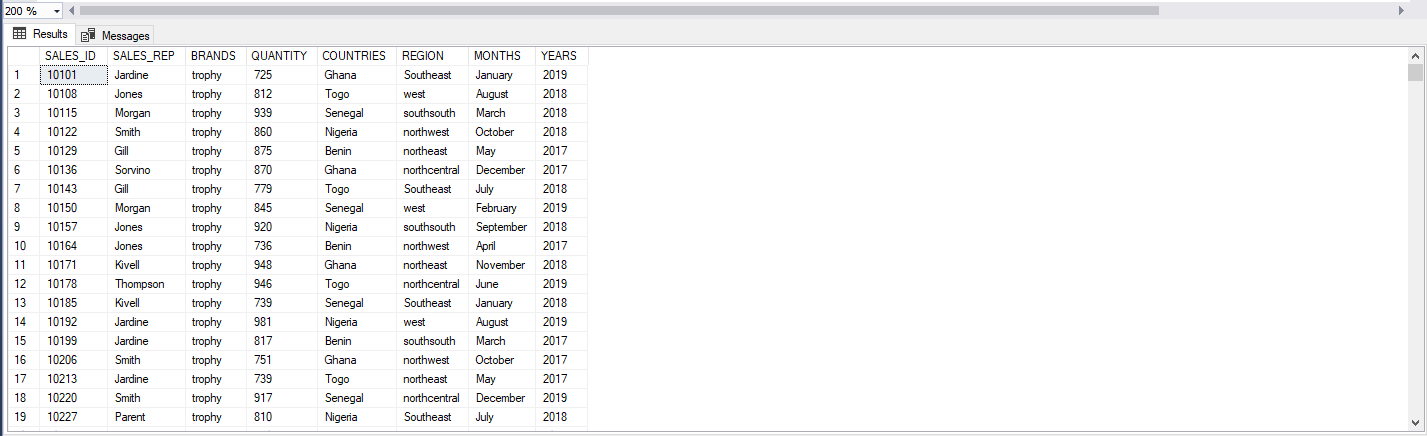 200 %
Results Messages
SALES_ID SALES_REP BRANDS QUANTITY COUNTRIES REGION MONTHS YEARS
1 10101 Jardine trophy 725 Ghana Southeast January 2019
2 10108 Jones trophy 812 Togo west August 2018
3 10115 Morgan trophy 939 Senegal southsouth March 2018
4 10122 Smith trophy 860 Nigeria northwest October 2018
5 10129 Gill trophy 875 Benin northeast May 2017
6 10136 Sorvino trophy 870 Ghana northcentral December 2017
7 10143 Gill trophy 779 Togo Southeast July 2018
8 10150 Morgan trophy 845 Senegal west February 2019
9 10157 Jones trophy 920 Nigeria southsouth September 2018
10 10164 Jones trophy 736 Benin northwest April 2017
11 10171 Kivell trophy 948 Ghana northeast November 2018
12 10178 Thompson trophy 946 Togo northcentral June 2019
13 10185 Kivell trophy 739 Senegal Southeast January 2018
14 10192 Jardine trophy 981 Nigeria west August 2019
15 10199 Jardine trophy 817 Benin southsouth March 2017
16 10206 Smith trophy 751 Ghana northwest October 2017
17 10213 Jardine trophy 739 Togo northeast May 2017
18 10220 Smith trophy 917 Senegal northcentral December 2019
19 10227 Parent trophy 810 Nigeria Southeast July 2018